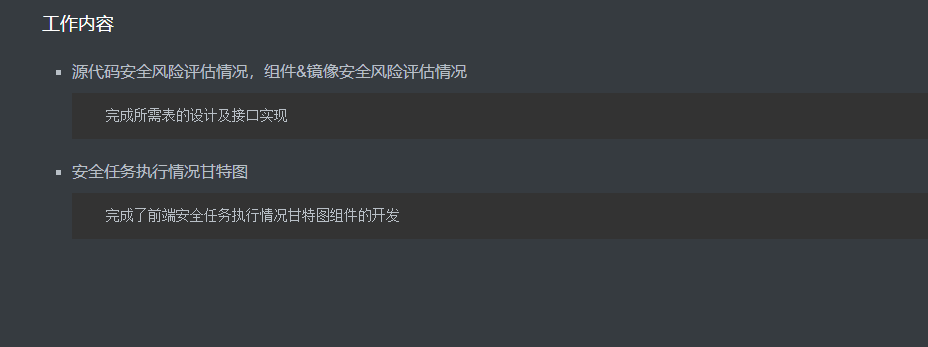 工作内容
源代码安全风险评估情况，组件&镜像安全风险评估情况
完成所需表的设计及接口实现
安全任务执行情况甘特图
完成了前端安全任务执行情况甘特图组件的开发